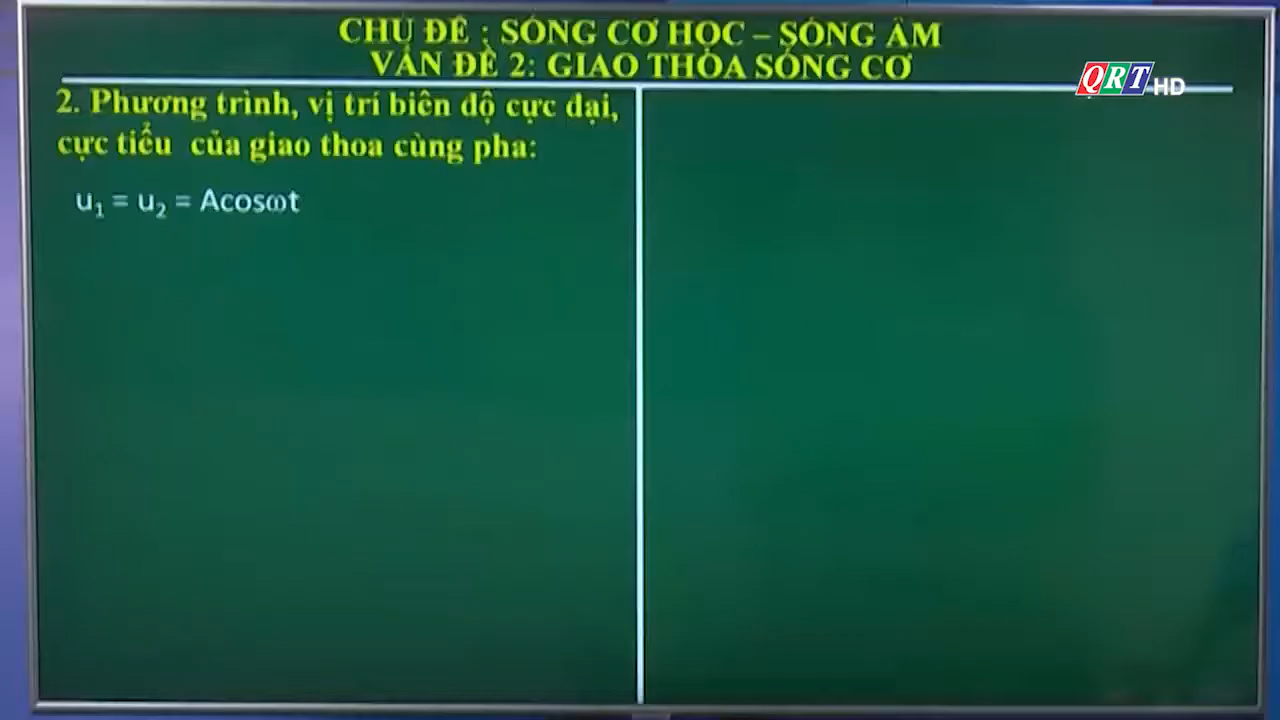 CHỦ ĐỀ : SÓNG CƠ HỌC – SÓNG ÂM
VẤN ĐỀ 2: GIAO THOA SÓNG CƠ
QRT HD
2. Phương trình, vị trí biên độ cực đại,
cực tiểu của giao thoa cùng pha:
u₁ = u₂ = Acosωt